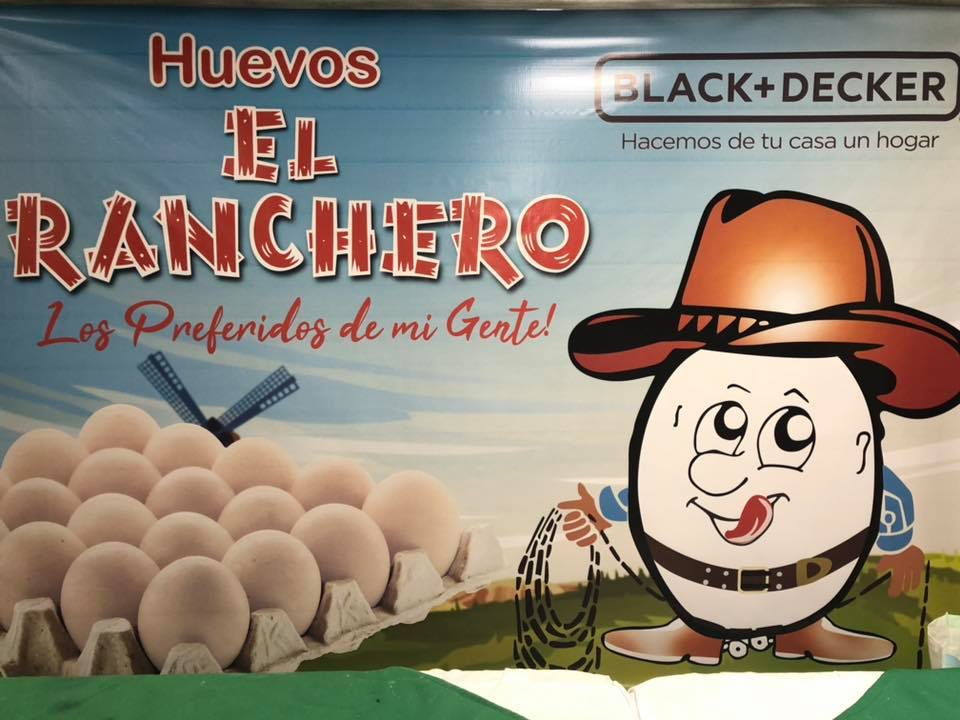 Huevos
EL
RANCHERO
Los Preferidos de mi Gente!
BLACK+DECKER
Hacemos de tu casa un hogar